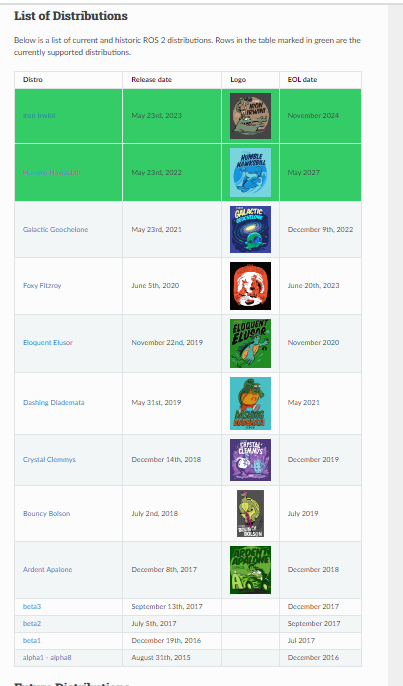 List of Distributions
Below is a list of current and historic ROS 2 distributions. Rows in the table marked in green are the
currently supported distributions.
Distro Release date Logo EOL date
Iron Irwini May 23rd, 2023 IRON IRWINI November 2024
Humble Hawksbill May 23rd, 2022 HUMBLE HAWKSBILL May 2027
Galactic Geochelone May 23rd, 2021 GALACTIC GEOCHELONE December 9th, 2022
Foxy Fitzroy June 5th, 2020 June 20th, 2023
Eloquent Elusor November 22nd, 2019 ELOQUENT ELUSOR November 2020
Dashing Diademata May 31st, 2019 DASHING DIADEMATA May 2021
Crystal Clemmys December 14th, 2018 CRYSTAL CLEMMYS December 2019
Bouncy Bolson July 2nd, 2018 BOUNCY BOLSON July 2019
Ardent Apalone December 8th, 2017 ARDENT APALONE December 2018
beta3 September 13th, 2017 December 2017
beta2 July 5th, 2017 September 2017
beta1 December 19th, 2016 Jul 2017
alpha1 - alpha8 August 31th, 2015 December 2016
Future Distributions